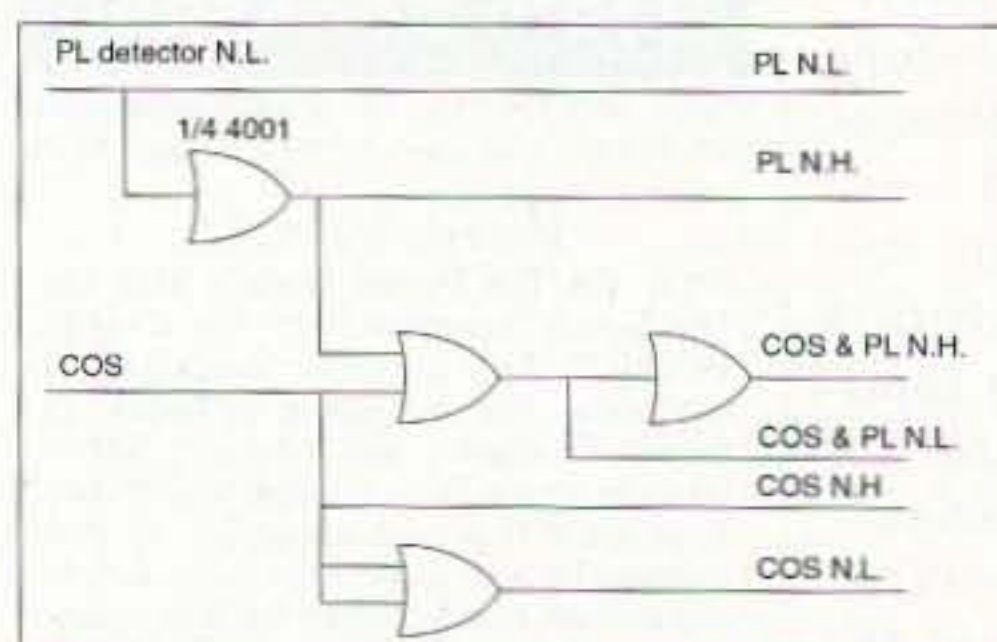 PL detector N.L.
PL N.L.
1/4 4001
PL N.H.
COS
COS & PL N.H.
COS & PL N.L.
COS N.H
COS N.L.